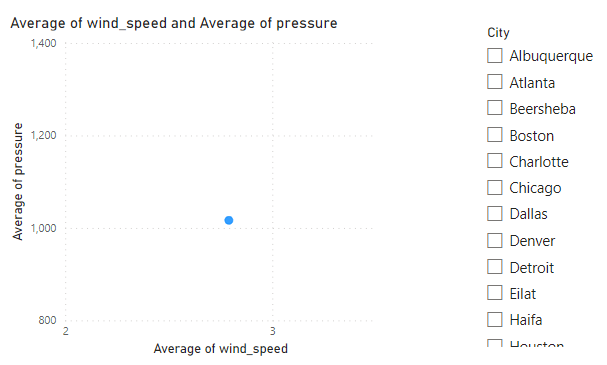 Average of wind_speed and Average of pressure
1,400
1,200
1,000
800
Average of pressure
2
3
Average of wind_speed
City
Albuquerque
Atlanta
Beersheba
Boston
Charlotte
Chicago
Dallas
Denver
Detroit
Eilat
Haifa
Houston